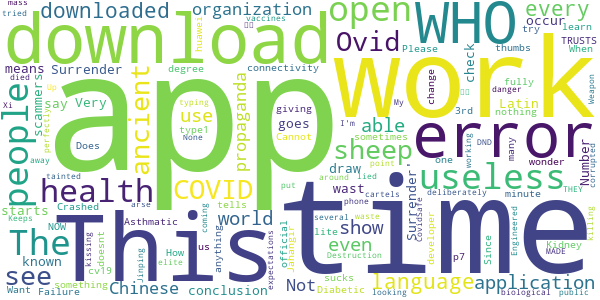 mass downloaded organization open WHO every
vaccines occur
tried huawei Ovid try learn
means Surrender degree Please check TRUSTS
scammers connectivity thumbs When
died Up download work
people Xi say Very typing giving My change fully Latin
type1 goes Cannot 3rd nothing Weapon
Does use able I'm danger
perfectly None app sometimes DND one Number
ancient propaganda sheep error many wonder corrupted
away tainted working
health COVID draw wast useless
lied cartels
point around put phone minute deliberately THEY
starts Crashed arse several waste
The NOW Asthmatic tells world official lite show Surrender. Since Engineered killing
known How us This time MADE
see kissing coming anything elite Jahangir even CovidSafe developer Kidney
cvl9 doesnt limping expectations Destruction language
Want Chinese something sucks Not p7 application
Failure Keeps conclusion Diabetic looking biological public